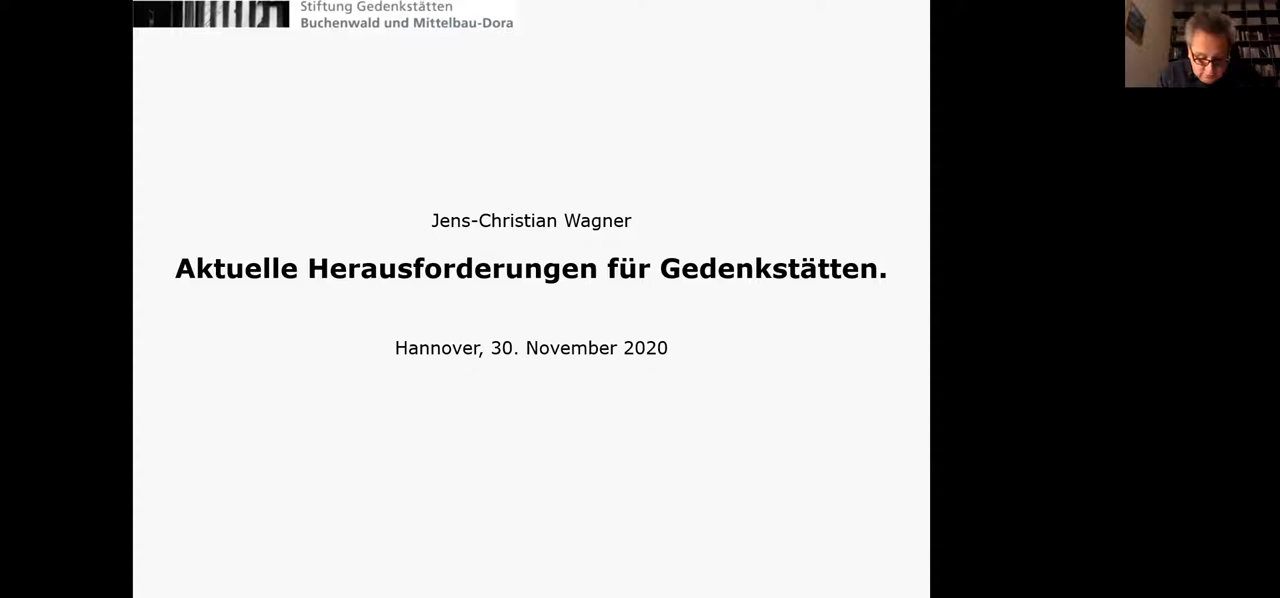 Stiftung Gedenkstätten
Buchenwald und Mittelbau-Dora
Jens-Christian Wagner
Aktuelle Herausforderungen für Gedenkstätten.
Hannover, 30. November 2020